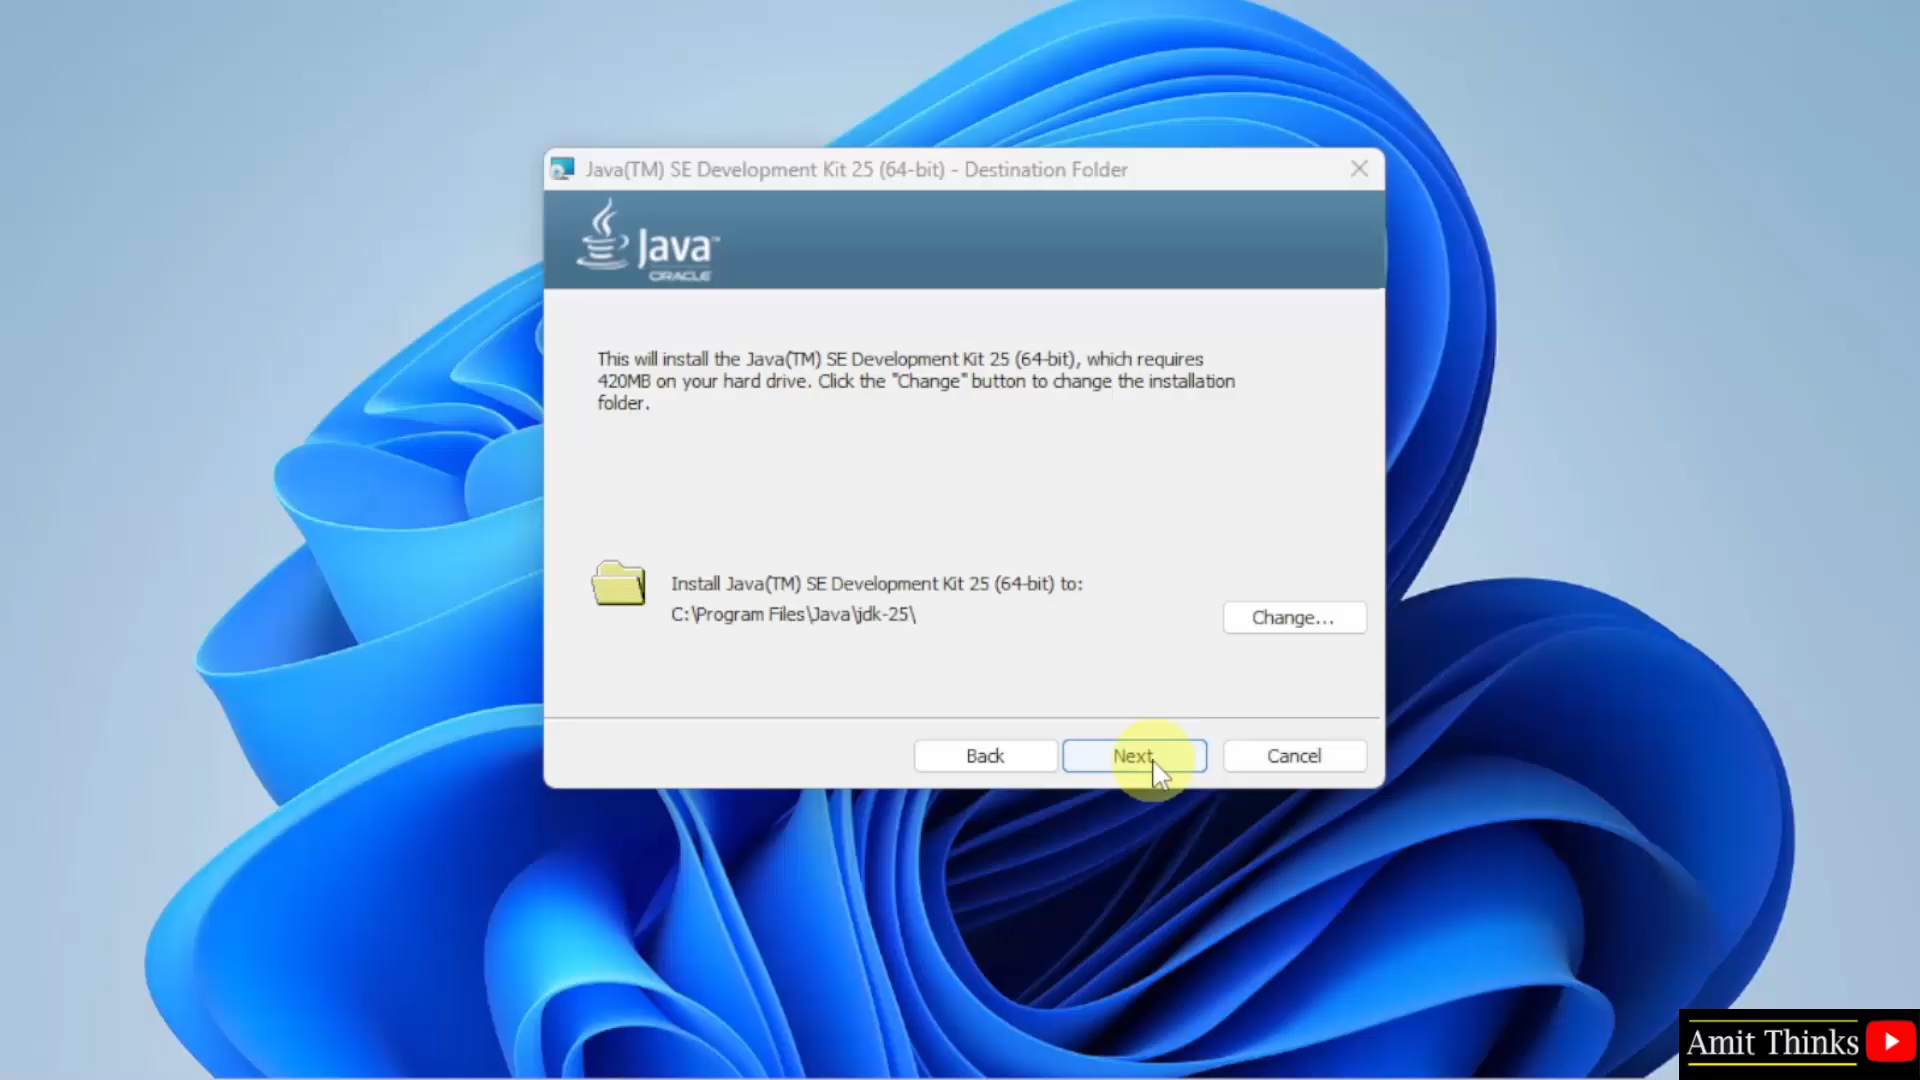 Java(TM) SE Development Kit 25 (64-bit) - Destination Folder
Java™
ORACLE
This will install the Java(TM) SE Development Kit 25 (64-bit), which requires
420MB on your hard drive. Click the "Change" button to change the installation
folder.
Install Java(TM) SE Development Kit 25 (64-bit) to:
C:\Program Files\Java\jdk-25\
Change...
Back
Next
Cancel
Amit Thinks